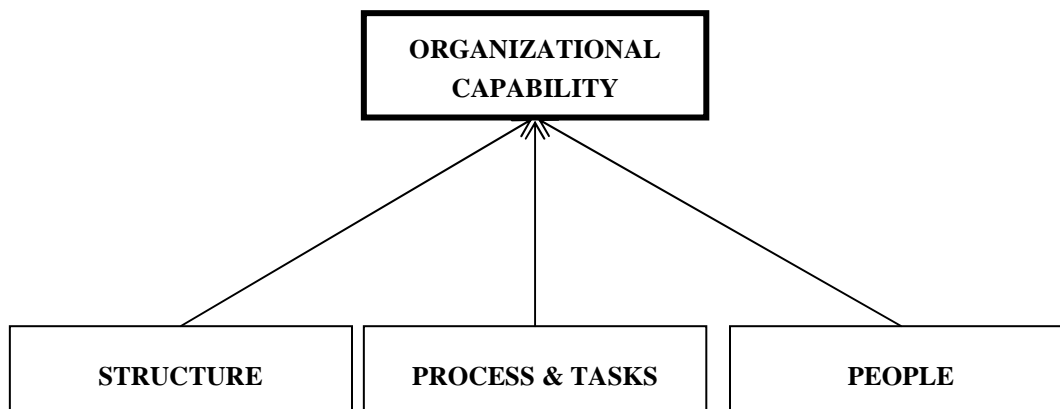 ORGANIZATIONAL
CAPABILITY
STRUCTURE
PROCESS & TASKS
PEOPLE